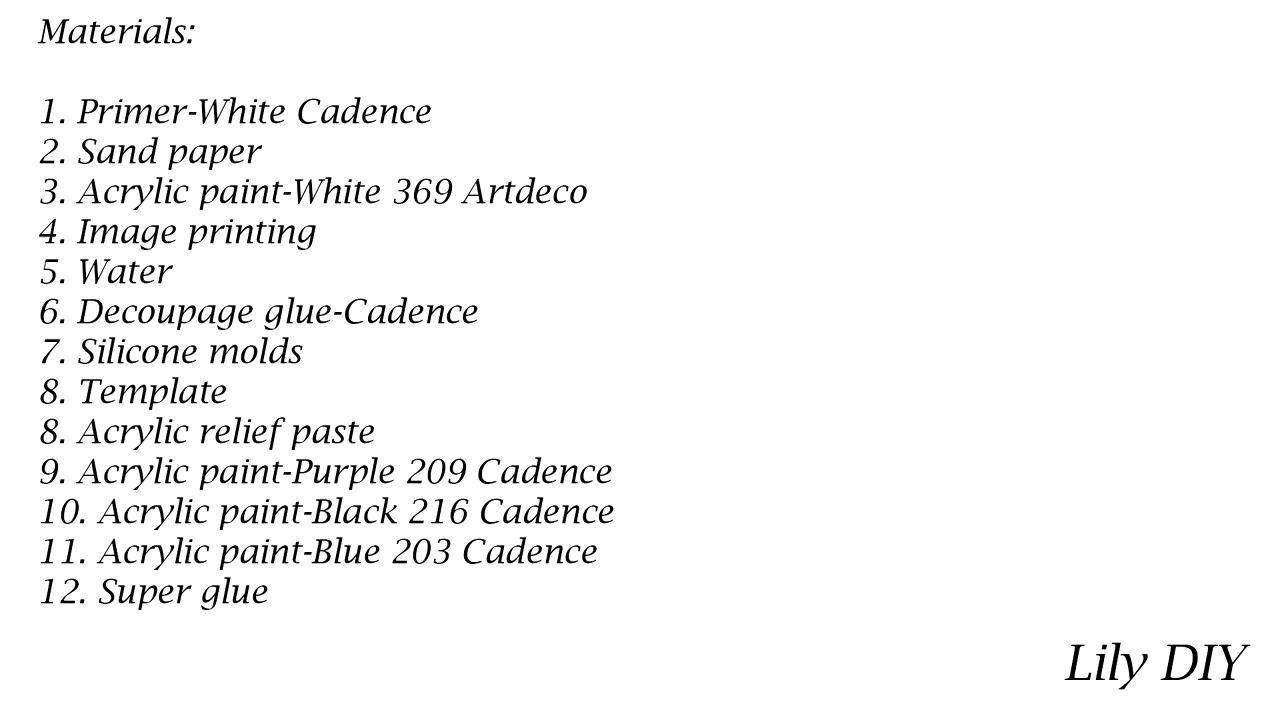 Materials:
1. Primer-White Cadence
2. Sand paper
3. Acrylic paint-White 369 Artdeco
4. Image printing
5. Water
6. Decoupage glue-Cadence
7. Silicone molds
8. Template
8. Acrylic relief paste
9. Acrylic paint-Purple 209 Cadence
10. Acrylic paint-Black 216 Cadence
11. Acrylic paint-Blue 203 Cadence
12. Super glue
Lily DIY